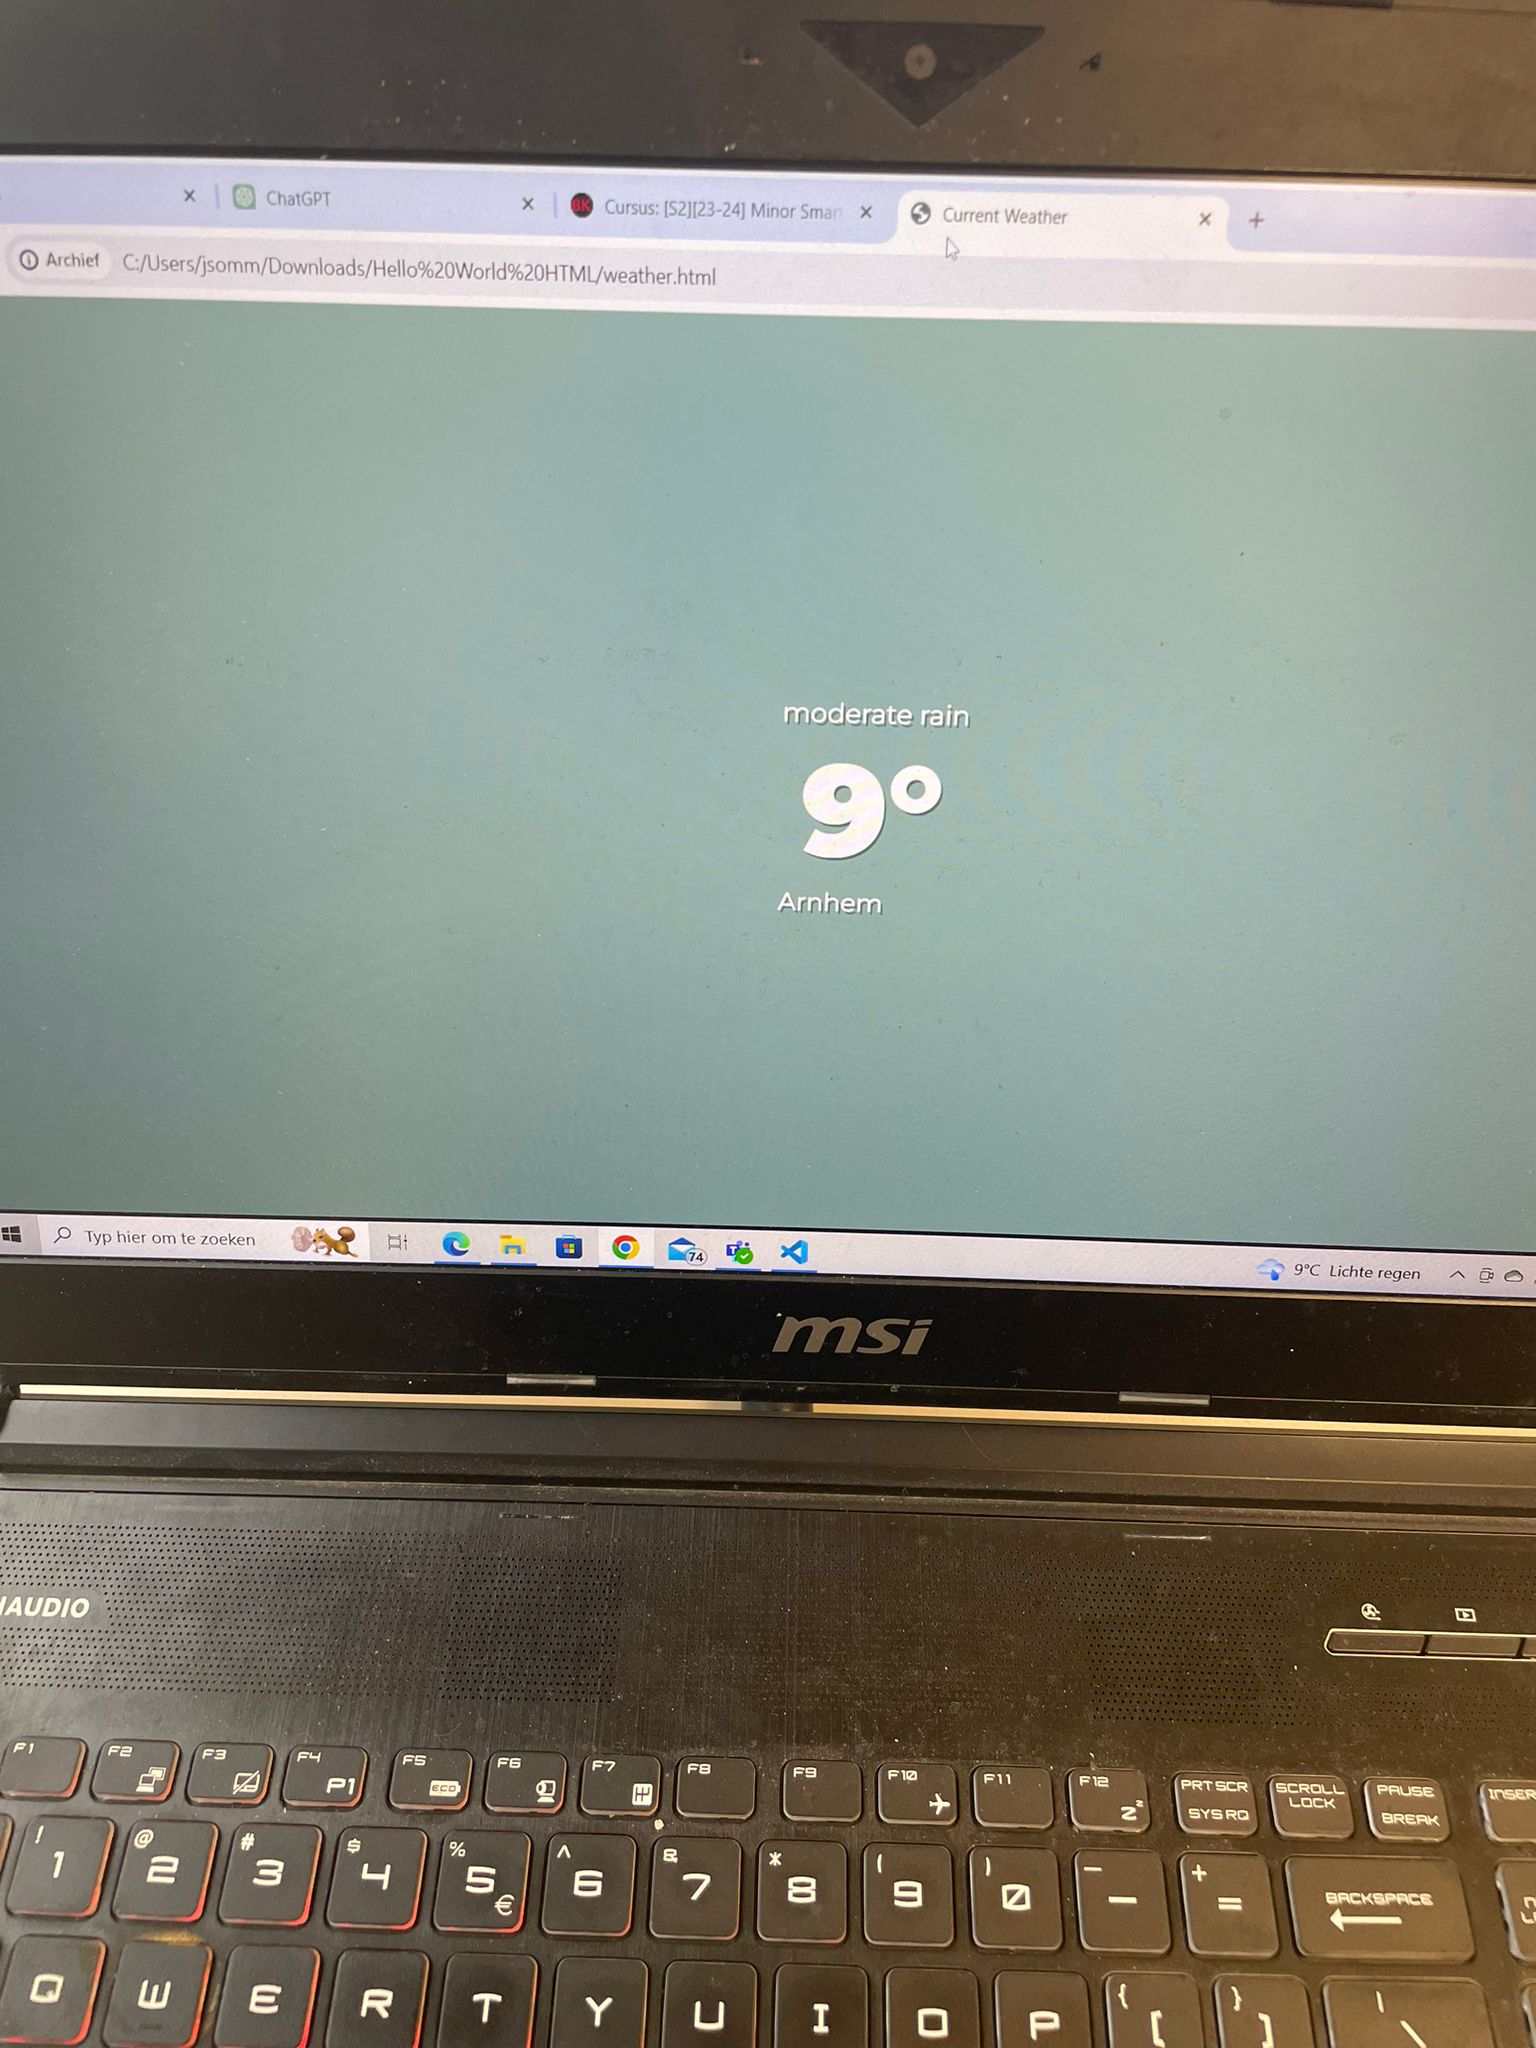 ChatGPT
Cursus: [S2][23-24] Minor Smar
Current Weather
Archief
C:/Users/jsomm/Downloads/Hello%20World%20HTML/weather.html
moderate rain
9°
Arnhem
Typ hier om te zoeken
74
9°C Lichte regen
msi
AUDIO
F1 F2 F3 F4 P1 F5 ECO F6 F7 F8 F9 F10 F11 F12 PRT SCR SYS RQ SCROLL LOCK PAUSE BREAK INSER
! 1 @ 2 # 3 $ 4 % 5 € ^ 6 & 7 * 8 ( 9 ) 0 _ - + = BACKSPACE
Q W E R T Y U I O P { [ } ] | \